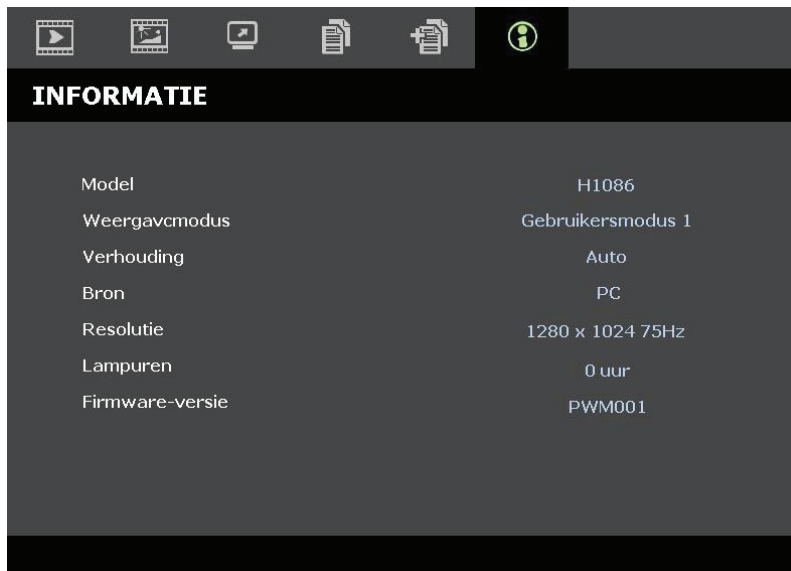 INFORMATIE
Model H1086
Weergavcmodus Gebruikersmodus 1
Verhouding Auto
Bron PC
Resolutie 1280 x 1024 75Hz
Lampuren 0 uur
Firmware-versie PWM001